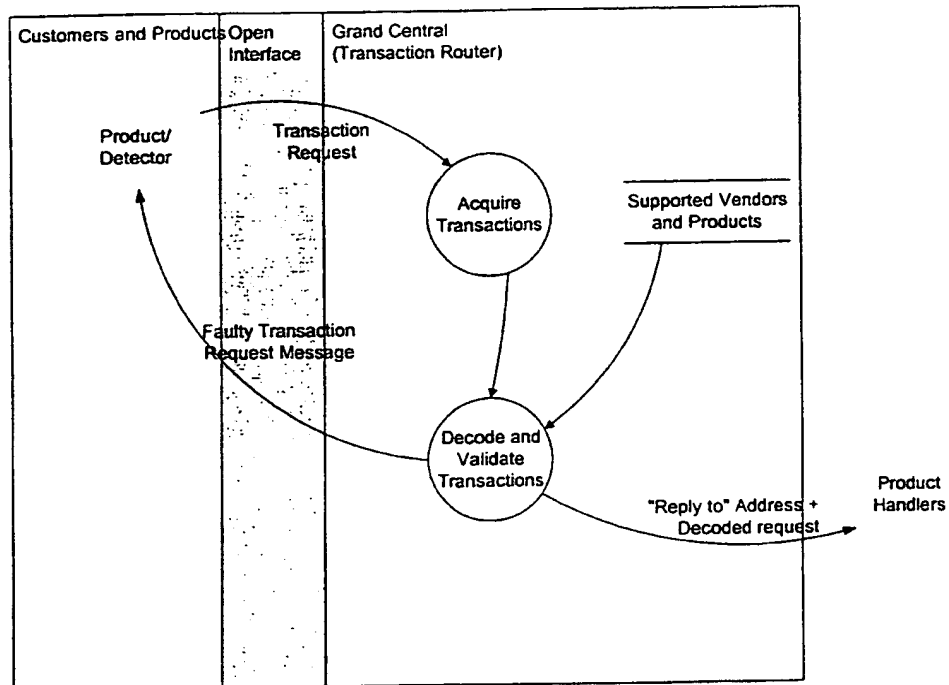 Customers and Products
Open
Interface
Grand Central
(Transaction Router)
Product/
Detector
Transaction
Request
Acquire
Transactions
Supported Vendors
and Products
Faulty Transaction
Request Message
Decode and
Validate
Transactions
"Reply to" Address +
Decoded request
Product
Handlers